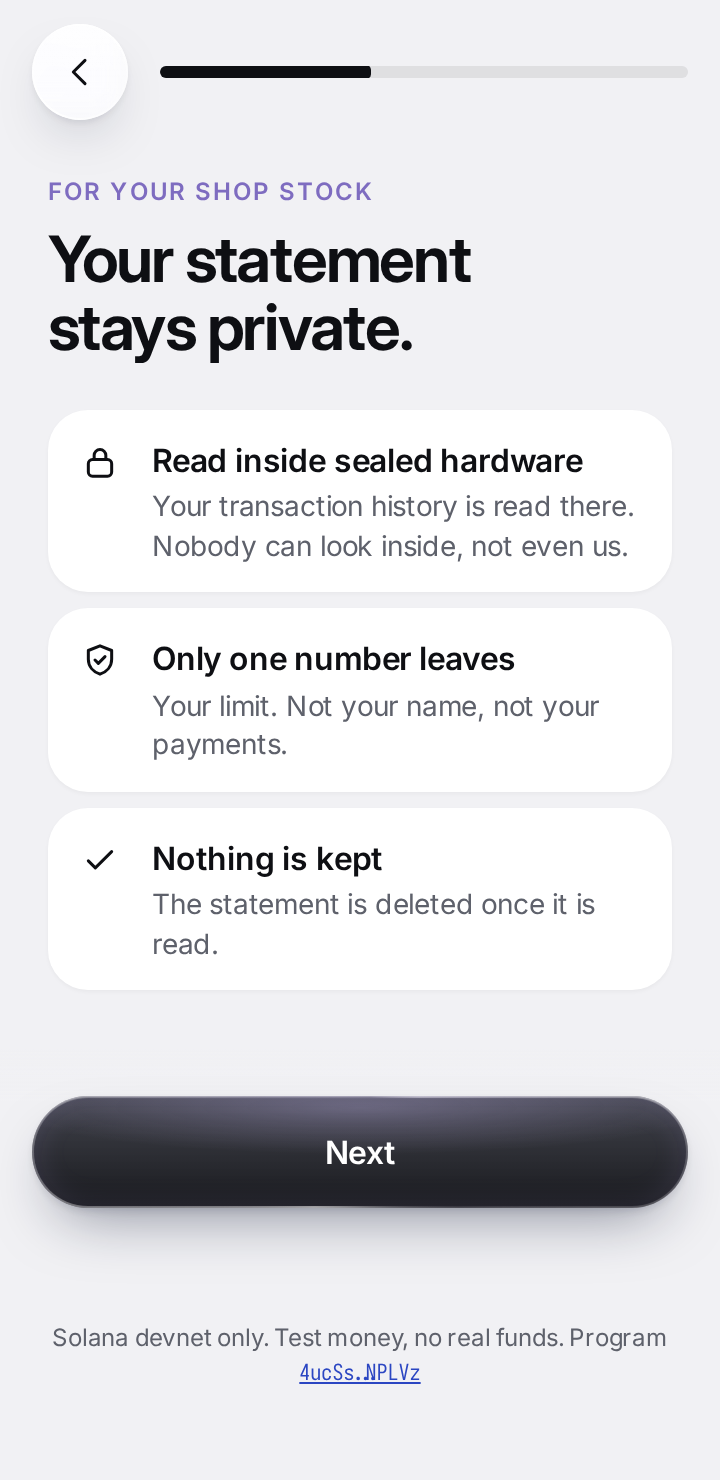 FOR YOUR SHOP STOCK
Your statement
stays private.
Read inside sealed hardware
Your transaction history is read there.
Nobody can look inside, not even us.
Only one number leaves
Your limit. Not your name, not your
payments.
Nothing is kept
The statement is deleted once it is
read.
Next
Solana devnet only. Test money, no real funds. Program
4ucSs…NPLVz